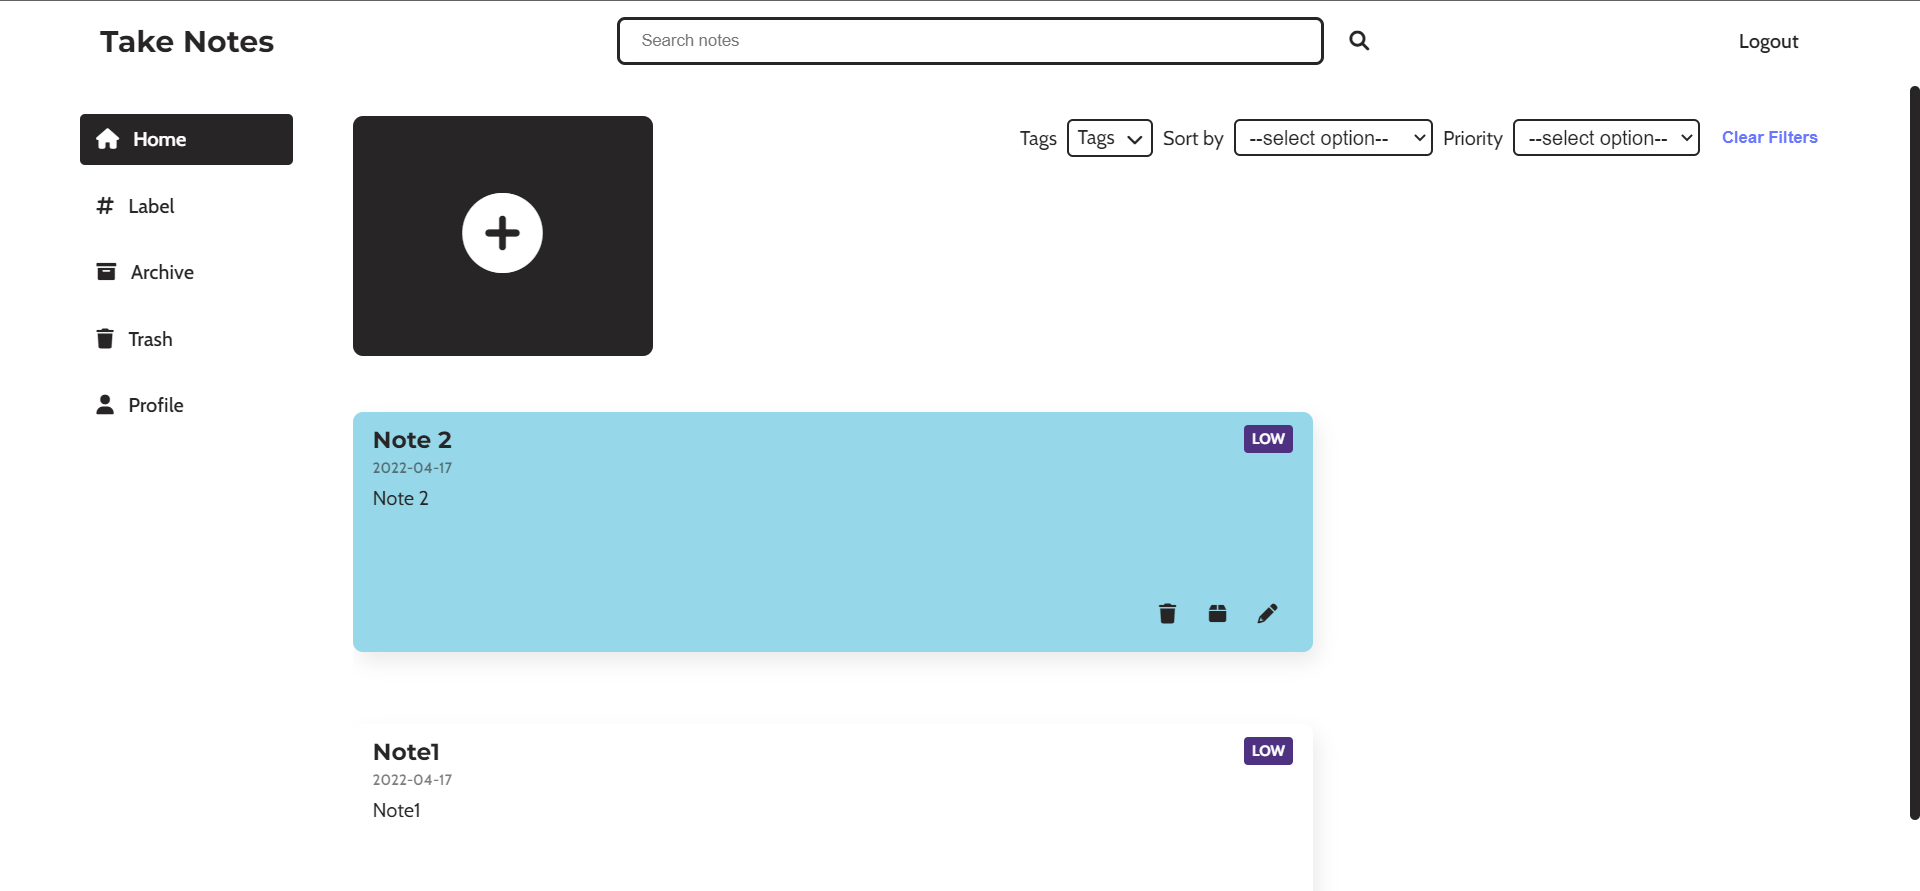 Take Notes
Search notes
Logout
Home
Label
Archive
Trash
Profile
Tags Tags Sort by --select option-- Priority --select option-- Clear Filters
Note 2
LOW
2022-04-17
Note 2
Note1
LOW
2022-04-17
Note1